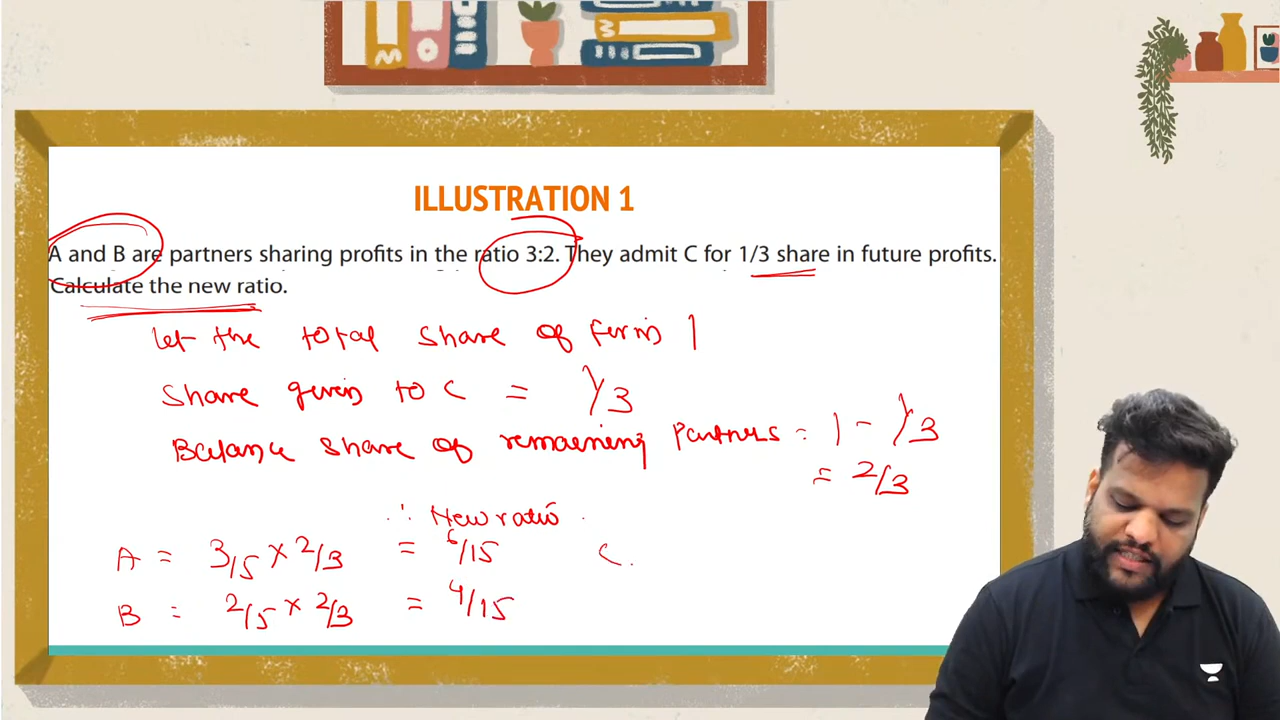 ILLUSTRATION 1
A and B are partners sharing profits in the ratio 3:2. They admit C for 1/3 share in future profits.
Calculate the new ratio.
Let the total share of firm is 1
Share given to C = 1/3
Balance share of remaining Partners = 1 - 1/3
= 2/3
∴ New ratio
A = 3/5 × 2/3 = 6/15 C
B = 2/5 × 2/3 = 4/15